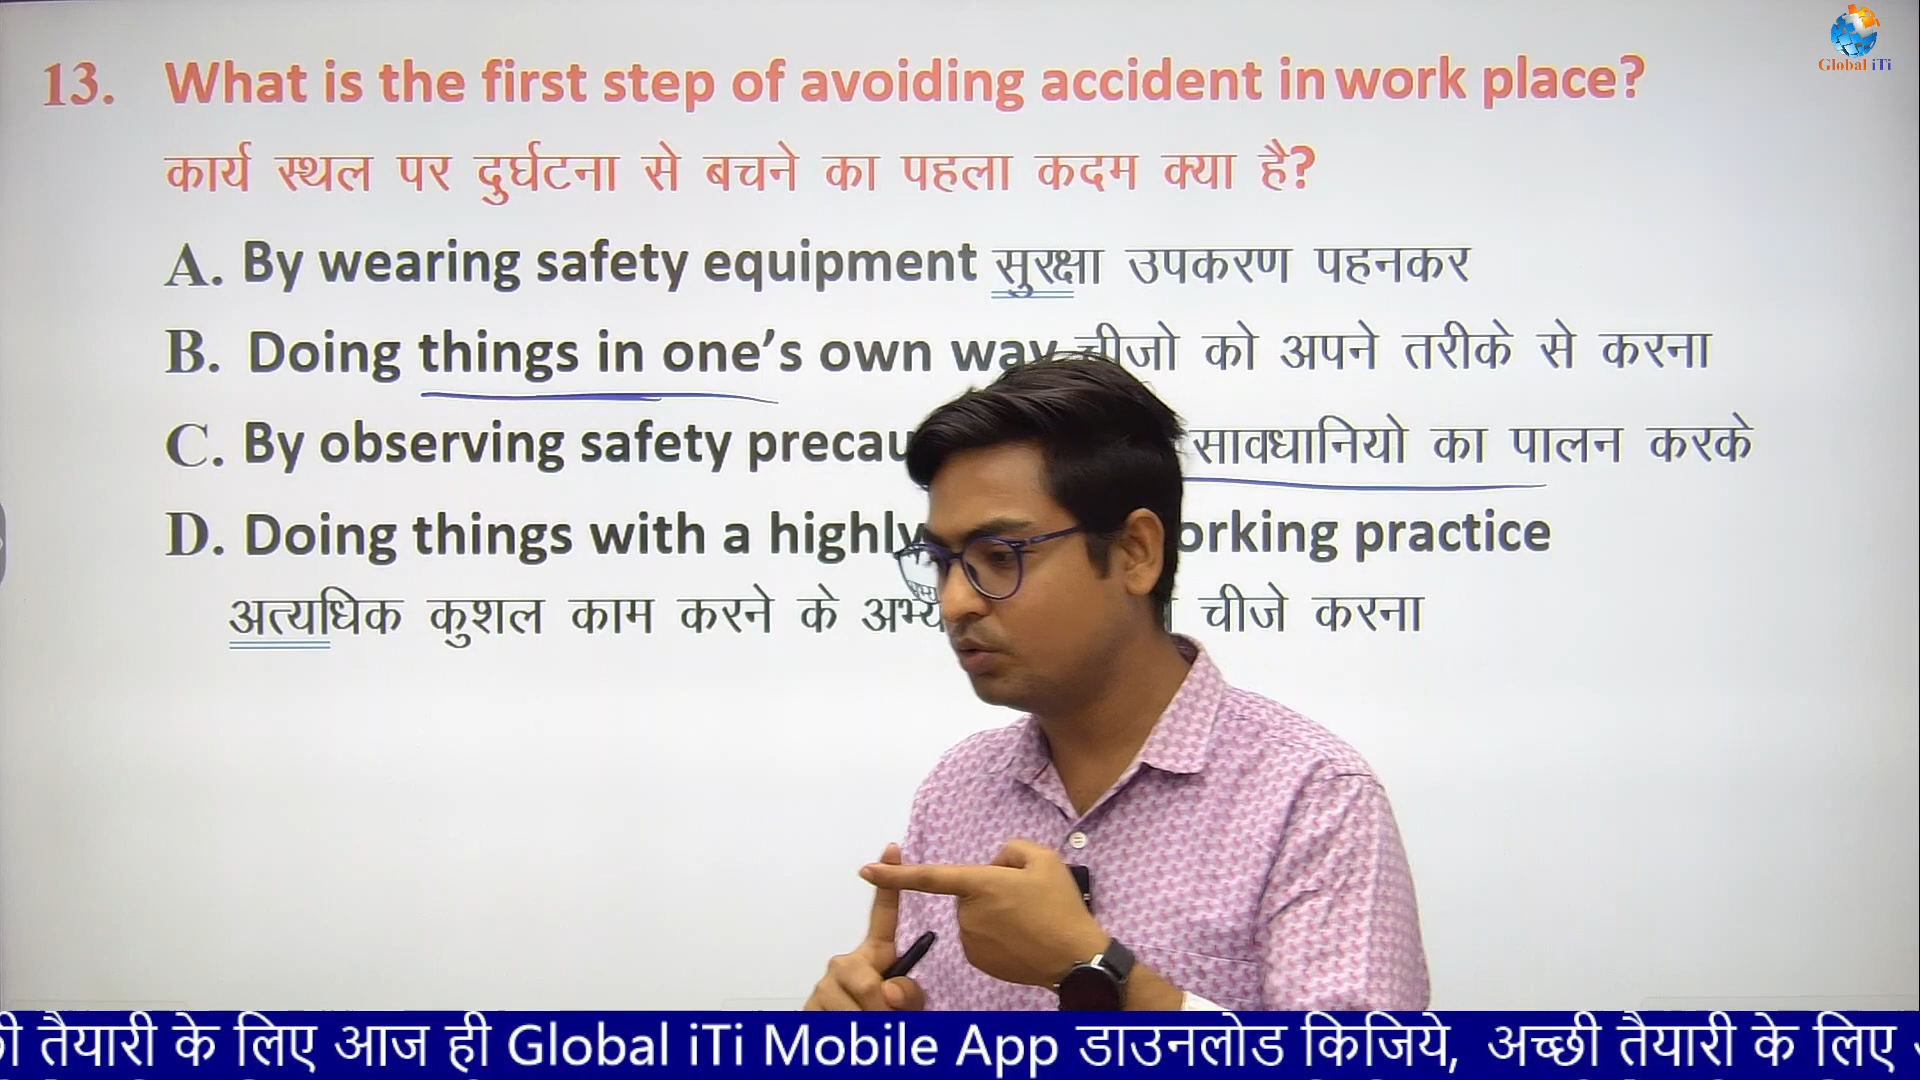 Global iTi
13. What is the first step of avoiding accident in work place?
कार्य स्थल पर दुर्घटना से बचने का पहला कदम क्या है?
A. By wearing safety equipment सुरक्षा उपकरण पहनकर
B. Doing things in one's own way चीजो को अपने तरीके से करना
C. By observing safety सावधानियो का पालन करके
D. Doing things with a highly practice
अत्यधिक कुशल काम करने के चीजे करना
तैयारी के लिए आज ही Global iTi Mobile App डाउनलोड किजिये, अच्छी तैयारी के लिए